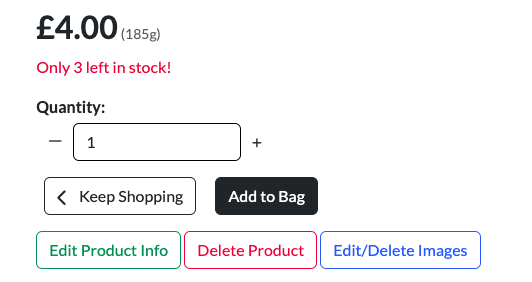 £4.00 (185g)
Only 3 left in stock!
Quantity:
— 1 +
Keep Shopping Add to Bag
Edit Product Info Delete Product Edit/Delete Images